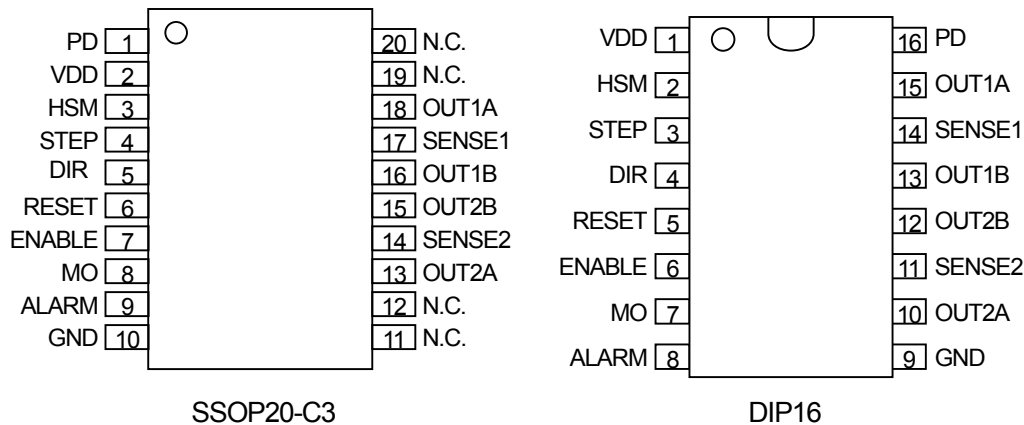 PD 1 20 N.C.
VDD 2 19 N.C.
HSM 3 18 OUT1A
STEP 4 17 SENSE1
DIR 5 16 OUT1B
RESET 6 15 OUT2B
ENABLE 7 14 SENSE2
MO 8 13 OUT2A
ALARM 9 12 N.C.
GND 10 11 N.C.
SSOP20-C3
VDD 1 16 PD
HSM 2 15 OUT1A
STEP 3 14 SENSE1
DIR 4 13 OUT1B
RESET 5 12 OUT2B
ENABLE 6 11 SENSE2
MO 7 10 OUT2A
ALARM 8 9 GND
DIP16